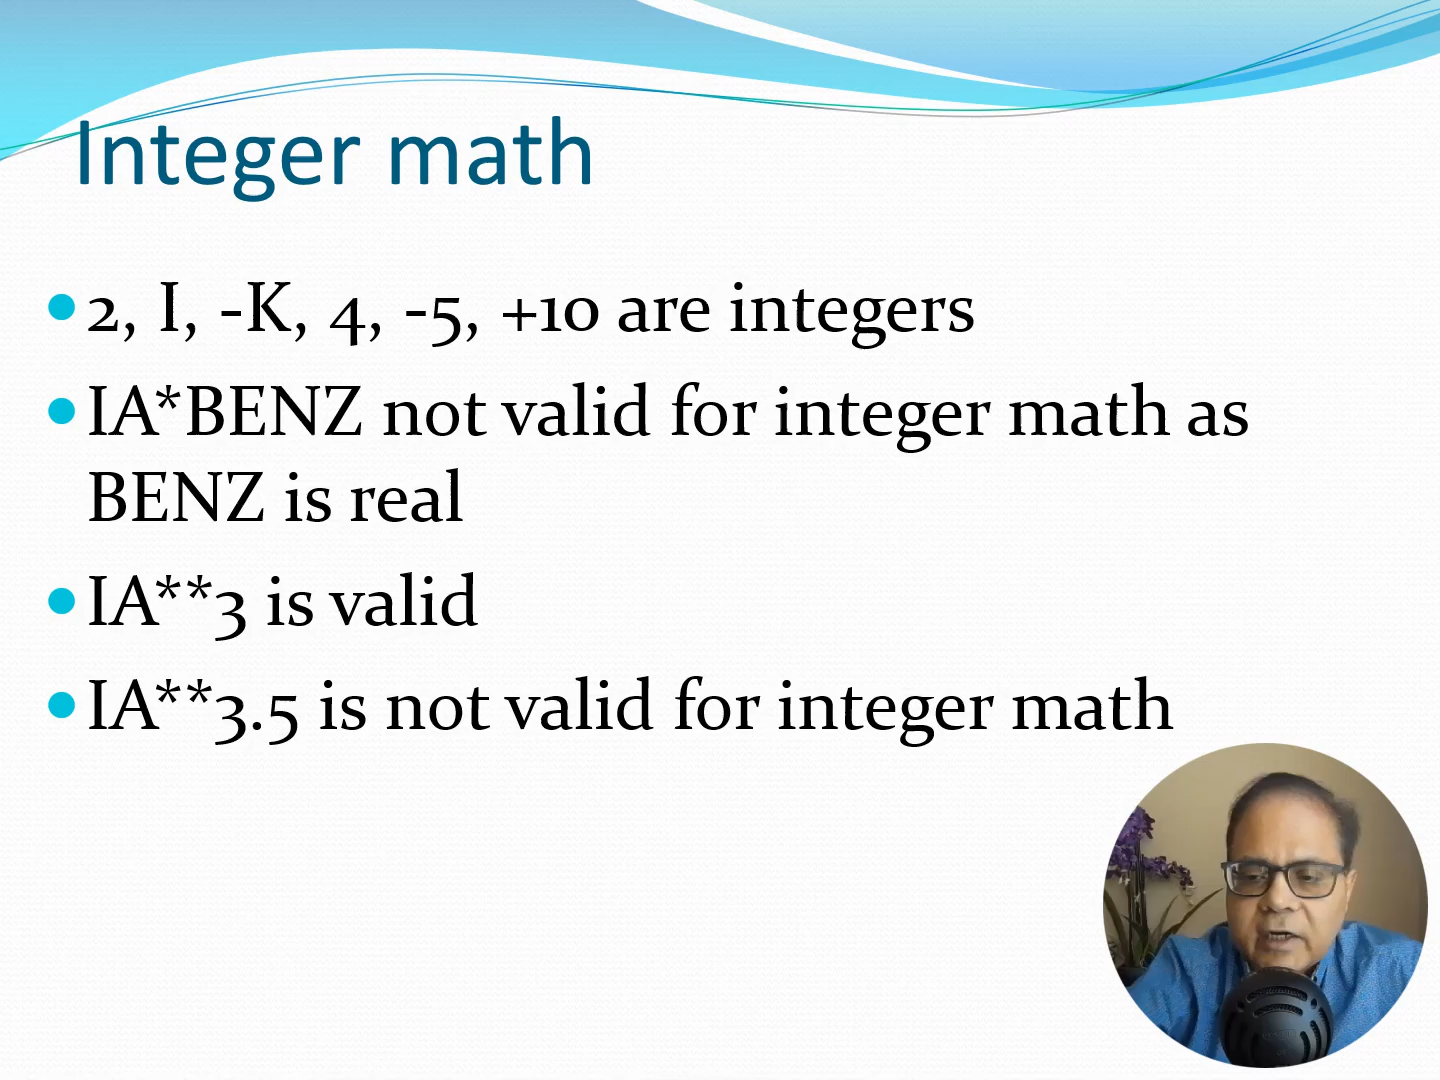 Integer math
2, I, -K, 4, -5, +10 are integers
IA*BENZ not valid for integer math as
BENZ is real
IA**3 is valid
IA**3.5 is not valid for integer math